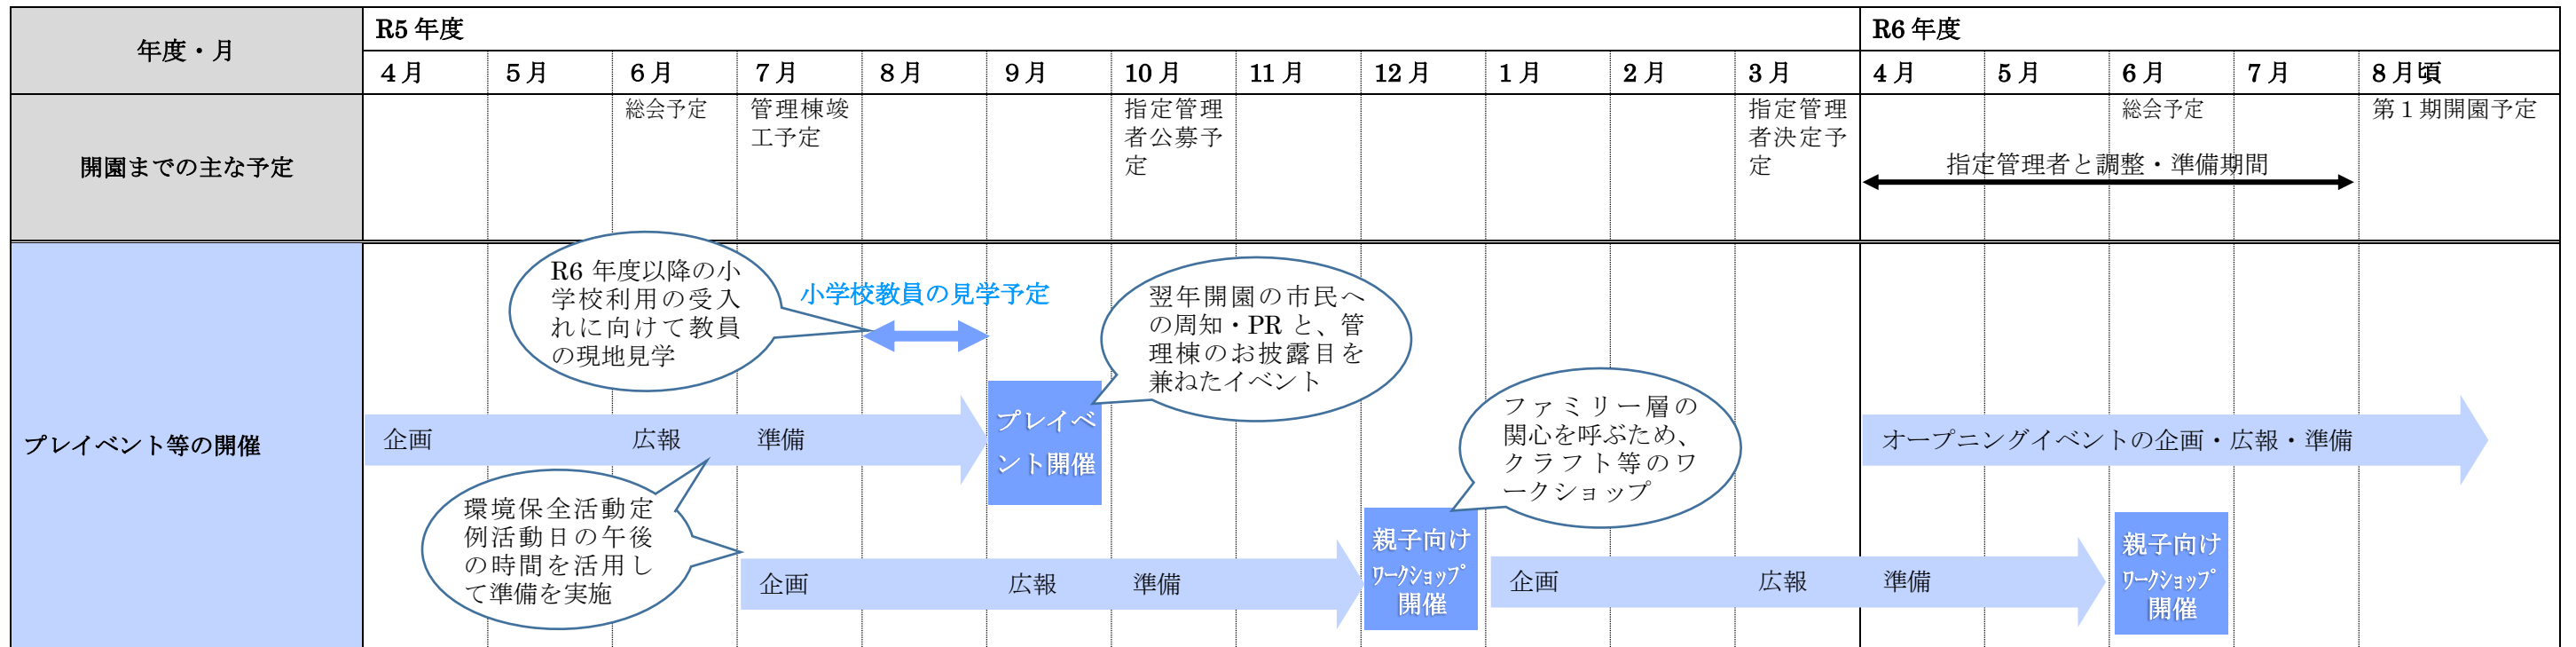 年度・月
R5 年度
R6 年度
4月
5月
6月
7月
8月
9月
10月
11月
12月
1月
2月
3月
4月
5月
6月
7月
8月頃
開園までの主な予定
総会予定
管理棟竣
工予定
指定管理
者公募予
定
指定管理
者決定予
定
総会予定
第1期開園予定
指定管理者と調整・準備期間
プレイベント等の開催
R6 年度以降の小
学校利用の受入
れに向けて教員
の現地見学
小学校教員の見学予定
翌年開園の市民へ
の周知・PR と、管
理棟のお披露目を
兼ねたイベント
企画 広報 準備
プレイベ
ント開催
ファミリー層の
関心を呼ぶため、
クラフト等のワ
ークショップ
オープニングイベントの企画・広報・準備
環境保全活動定
例活動日の午後
の時間を活用し
て準備を実施
企画 広報 準備
親子向け
ワークショップ
開催
企画 広報 準備
親子向け
ワークショップ
開催